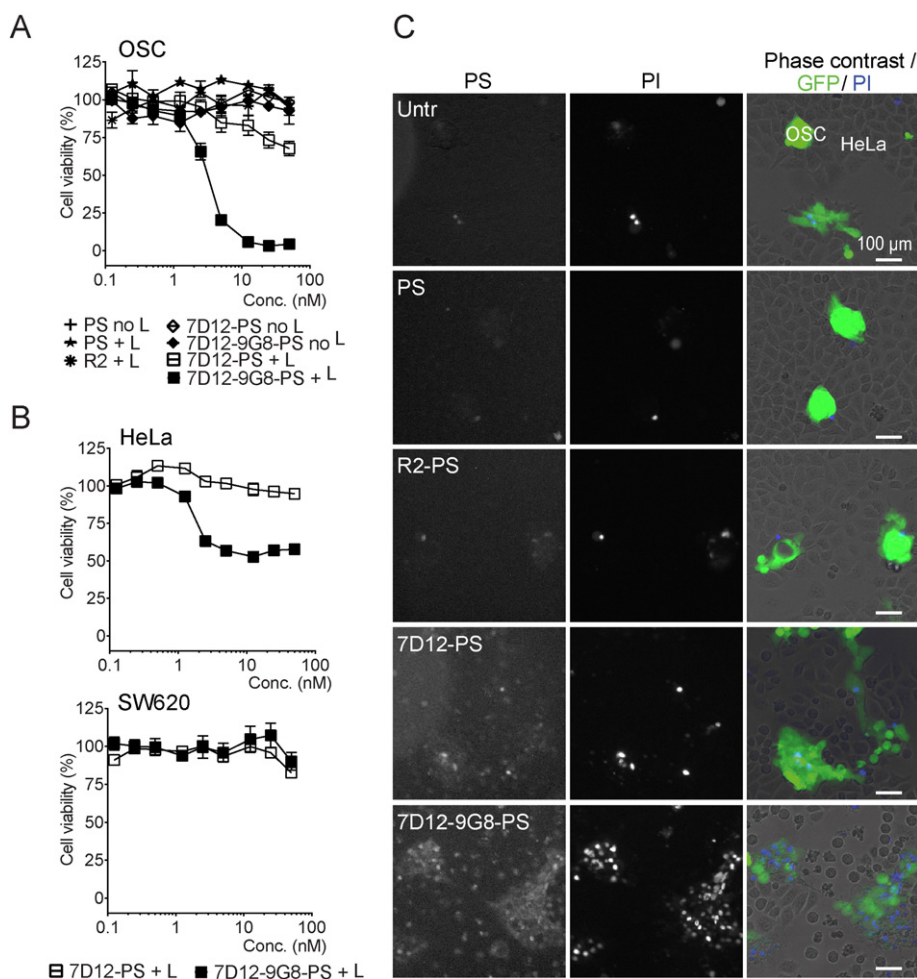 A
OSC
Cell viability (%)
125
100
75
50
25
0
0.1 1 10 100
Conc. (nM)
PS no L
PS + L
R2 + L
7D12-PS no L
7D12-9G8-PS no L
7D12-PS + L
7D12-9G8-PS + L
B
HeLa
Cell viability (%)
125
100
75
50
25
0
0.1 1 10 100
Conc. (nM)
SW620
Cell viability (%)
125
100
75
50
25
0
0.1 1 10 100
Conc. (nM)
7D12-PS + L 7D12-9G8-PS + L
C
PS PI Phase contrast /
GFP/ PI
Untr
OSC
HeLa
100 µm
PS
R2-PS
7D12-PS
7D12-9G8-PS